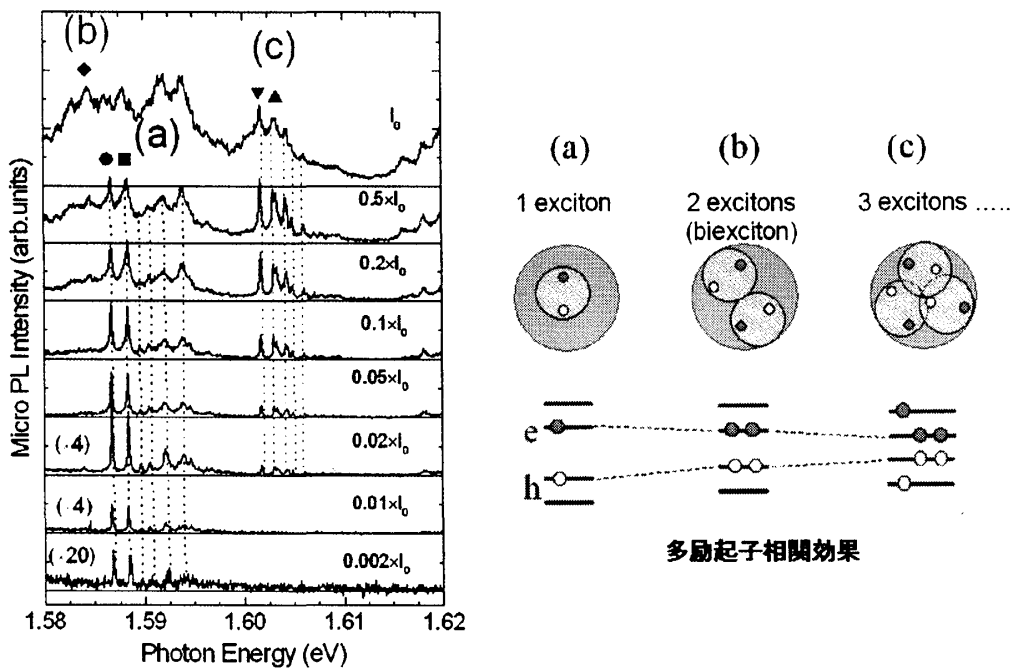 (b)
(c)
(a)
I₀
0.5×I₀
0.2×I₀
0.1×I₀
0.05×I₀
(·4)
0.02×I₀
(·4)
0.01×I₀
(·20)
0.002×I₀
Micro PL Intensity (arb.units)
1.58
1.59
1.60
1.61
1.62
Photon Energy (eV)
(a)
(b)
(c)
1 exciton
2 excitons
(biexciton)
3 excitons .....
e
h
多励起子相関効果